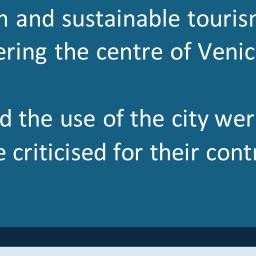 n and sustainable tourism
ering the centre of Venic
d the use of the city wer
e criticised for their contr